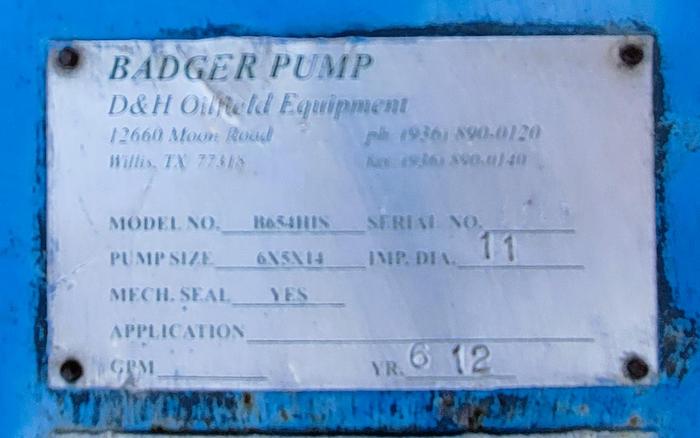 BADGER PUMP
D&H Oilfield Equipment
12660 Moon Road ph: (936) 890-0120
Willis, TX 77318 fax: (936) 890-0140
MODEL NO. B654HIS SERIAL NO.
PUMP SIZE 6X5X14 IMP. DIA. 11
MECH. SEAL YES
APPLICATION
GPM YR. 6 12